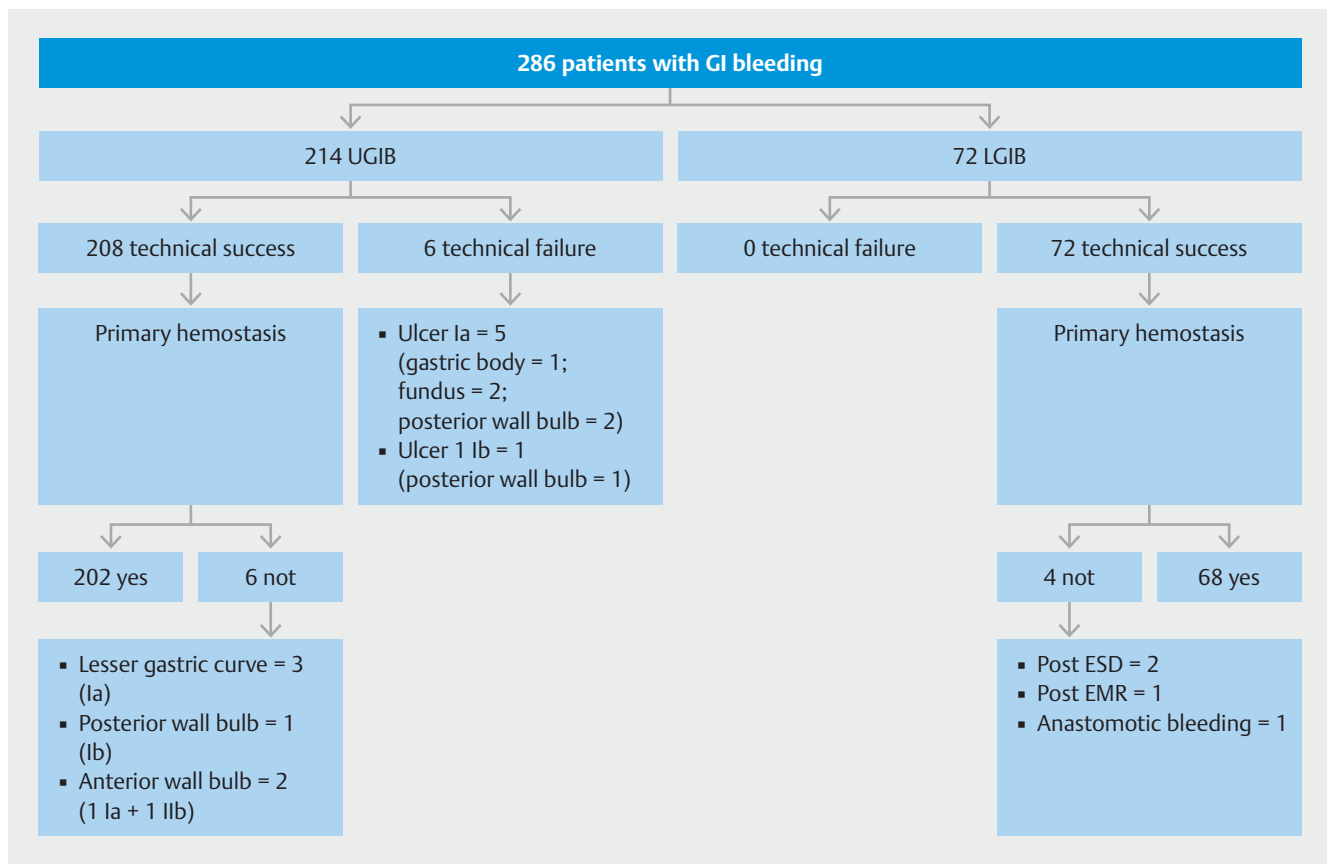 286 patients with GI bleeding
214 UGIB
72 LGIB
208 technical success
6 technical failure
0 technical failure
72 technical success
Primary hemostasis
▪ Ulcer Ia = 5
(gastric body = 1;
fundus = 2;
posterior wall bulb = 2)
▪ Ulcer 1 Ib = 1
(posterior wall bulb = 1)
Primary hemostasis
202 yes
6 not
4 not
68 yes
▪ Lesser gastric curve = 3
(Ia)
▪ Posterior wall bulb = 1
(Ib)
▪ Anterior wall bulb = 2
(1 Ia + 1 IIb)
▪ Post ESD = 2
▪ Post EMR = 1
▪ Anastomotic bleeding = 1